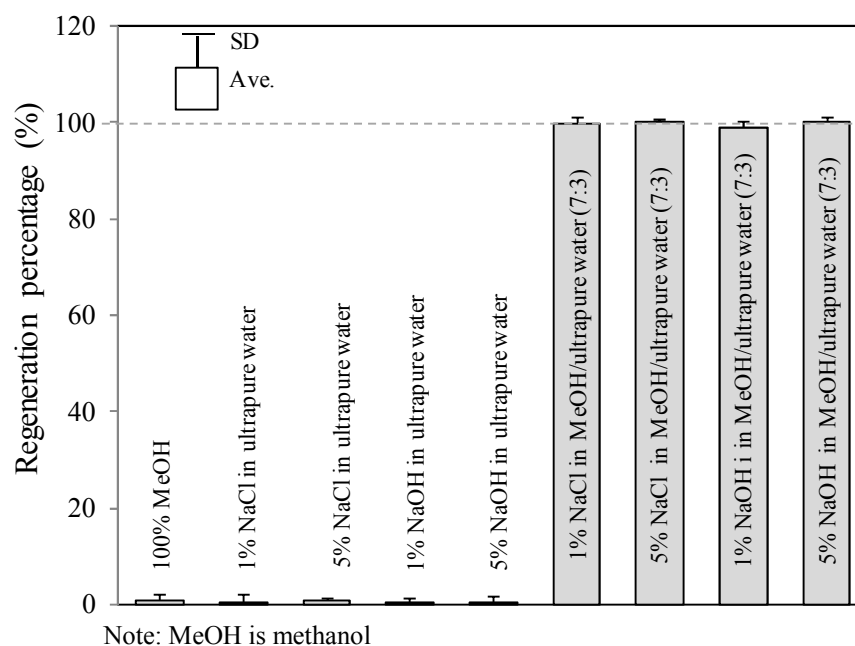 Regeneration percentage (%)
120
100
80
60
40
20
0
SD
Ave.
100% MeOH
1% NaCl in ultrapure water
5% NaCl in ultrapure water
1% NaOH in ultrapure water
5% NaOH in ultrapure water
1% NaCl in MeOH/ultrapure water (7:3)
5% NaCl in MeOH/ultrapure water (7:3)
1% NaOH i in MeOH/ultrapure water (7:3)
5% NaOH in MeOH/ultrapure water (7:3)
Note: MeOH is methanol